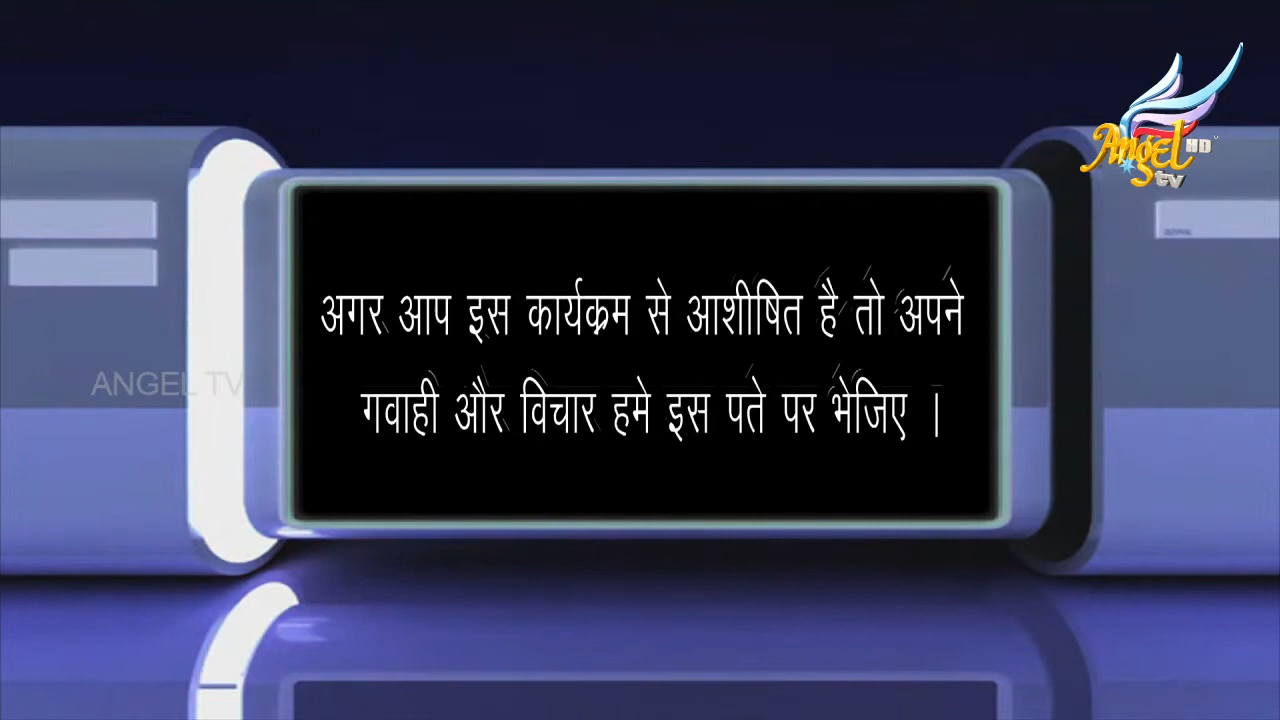 Angel HD
tv
अगर आप इस कार्यक्रम से आशीषित है तो अपने
ANGEL TV
गवाही और विचार हमे इस पते पर भेजिए ।